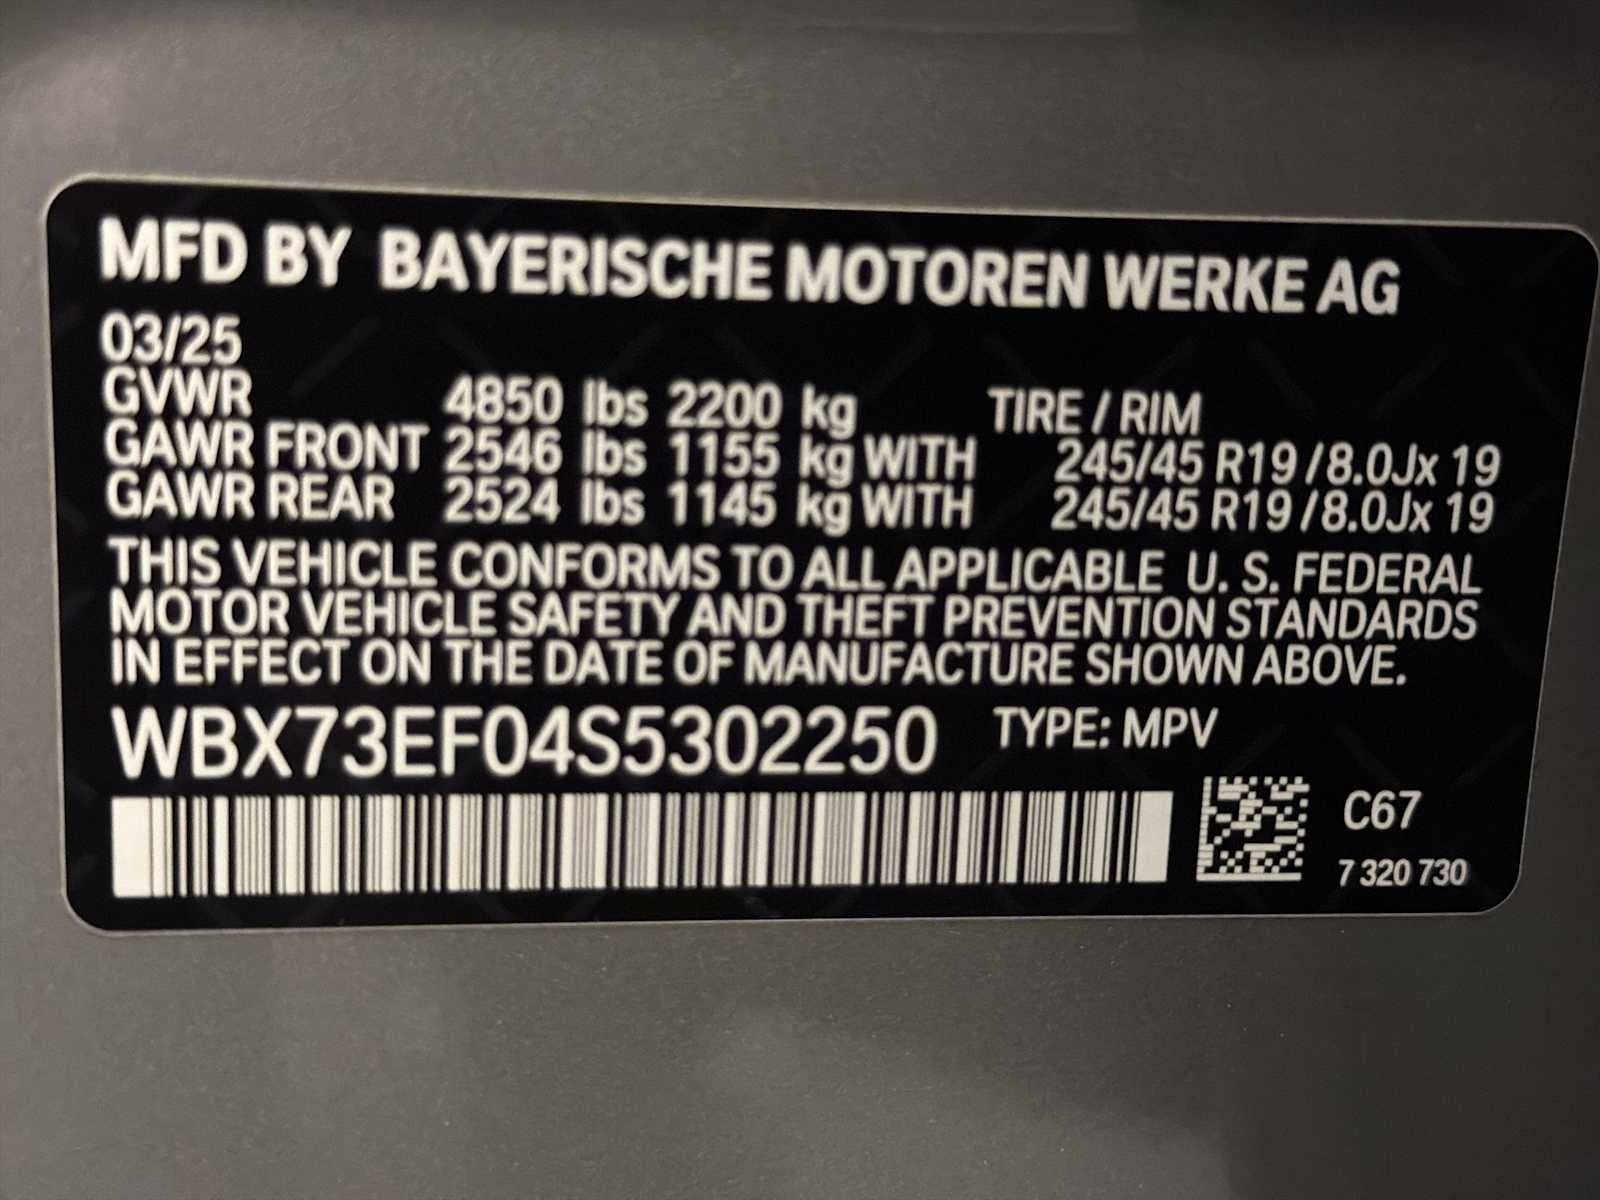 MFD BY BAYERISCHE MOTOREN WERKE AG
03/25
GVWR 4850 lbs 2200 kg TIRE / RIM
GAWR FRONT 2546 lbs 1155 kg WITH 245/45 R19 / 8.0Jx 19
GAWR REAR 2524 lbs 1145 kg WITH 245/45 R19 / 8.0Jx 19
THIS VEHICLE CONFORMS TO ALL APPLICABLE U. S. FEDERAL
MOTOR VEHICLE SAFETY AND THEFT PREVENTION STANDARDS
IN EFFECT ON THE DATE OF MANUFACTURE SHOWN ABOVE.
WBX73EF04S5302250 TYPE: MPV
C67
7 320 730